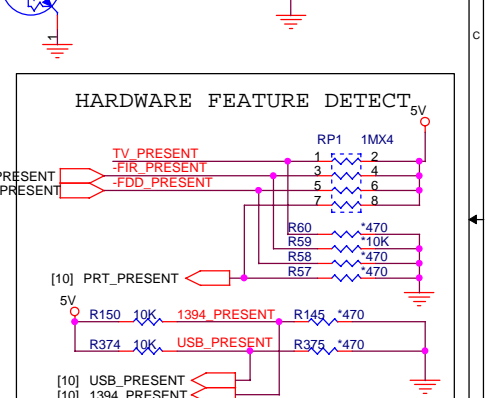 1
C
HARDWARE FEATURE DETECT
5V
RP1 1MX4
TV_PRESENT 1 2
PRESENT -FIR_PRESENT 3 4
PRESENT -FDD_PRESENT 5 6
7 8
R60 *470
R59 *10K
R58 *470
[10] PRT_PRESENT R57 *470
5V
R150 10K 1394_PRESENT R145 *470
R374 10K USB_PRESENT R375 *470
[10] USB_PRESENT
[10] 1394_PRESENT